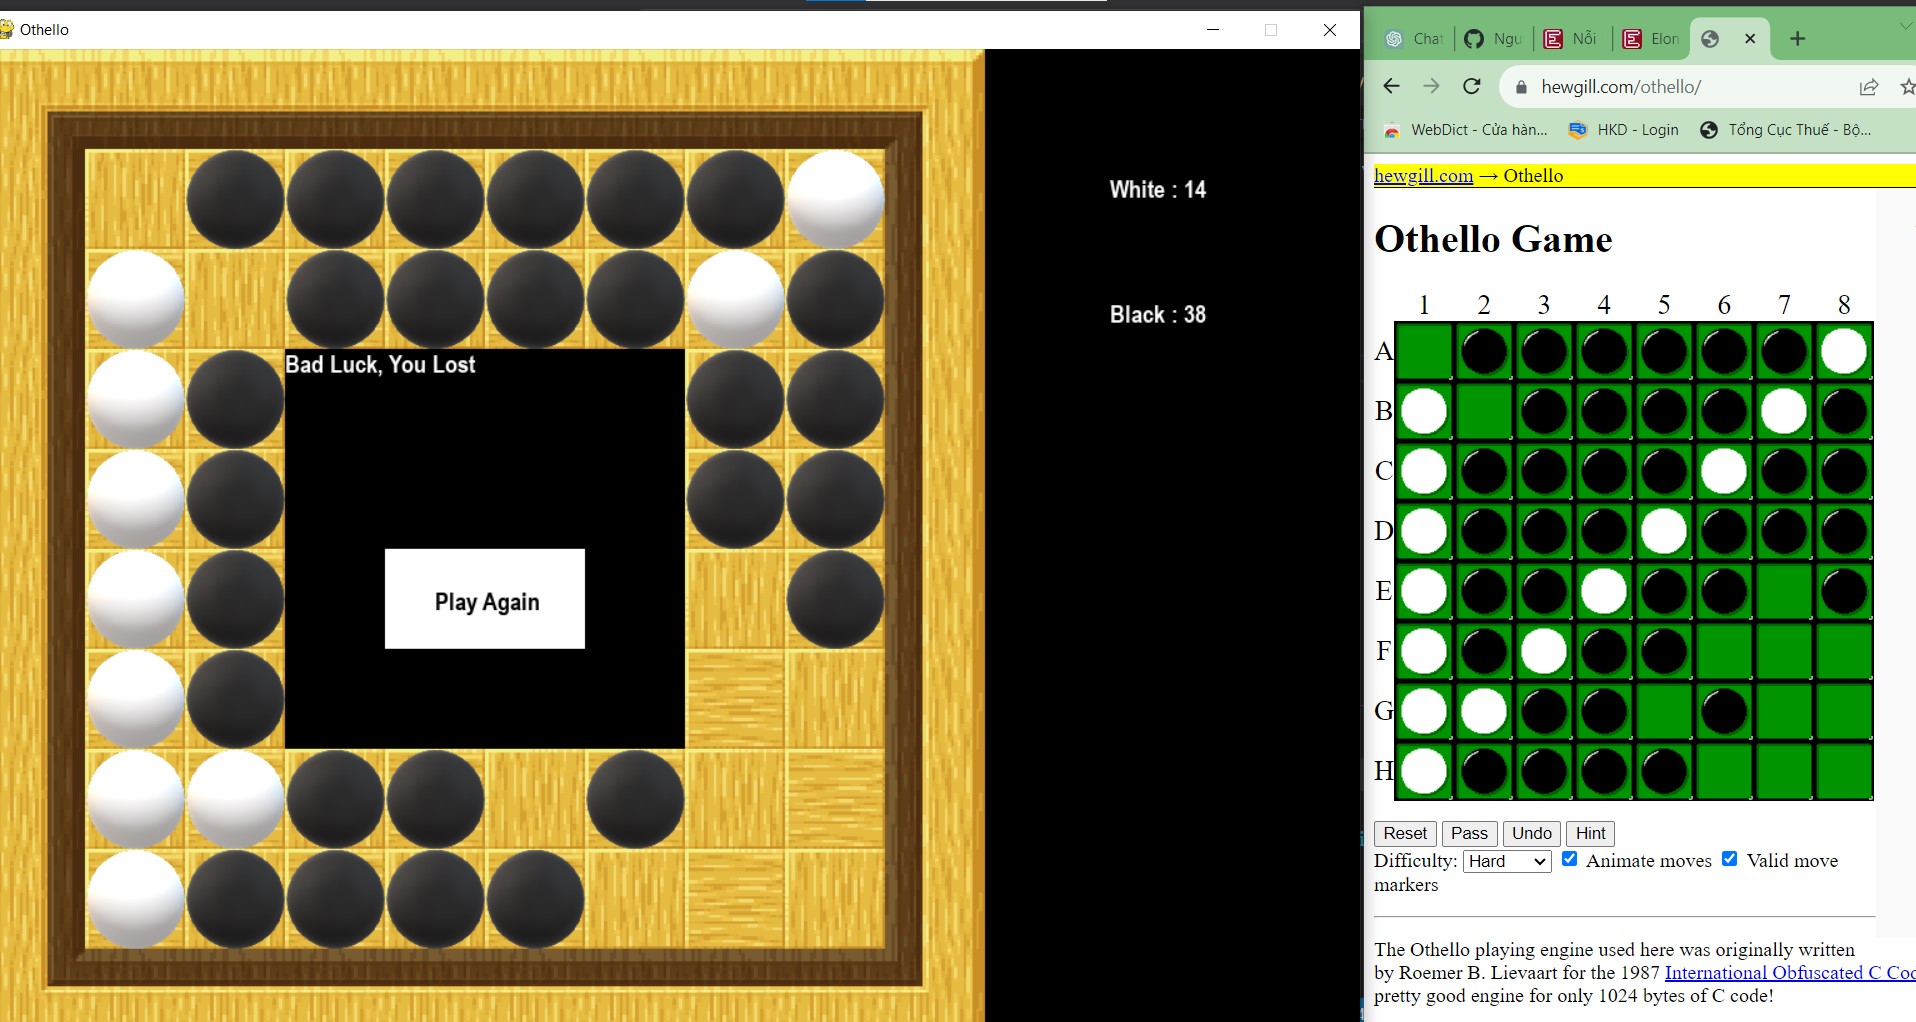 Othello
White : 14
Black : 38
Bad Luck, You Lost
Play Again
Chat
Ngu
Nỗi
Elon
hewgill.com/othello/
WebDict - Cửa hàn...
HKD - Login
Tổng Cục Thuế - Bộ...
hewgill.com → Othello
Othello Game
1 2 3 4 5 6 7 8
A
B
C
D
E
F
G
H
Reset Pass Undo Hint
Difficulty: Hard Animate moves Valid move
markers
The Othello playing engine used here was originally written
by Roemer B. Lievaart for the 1987 International Obfuscated C Coc
pretty good engine for only 1024 bytes of C code!